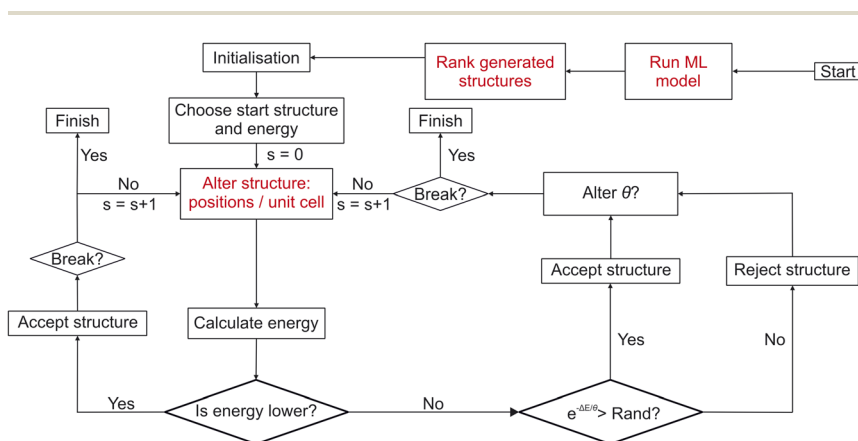 Start
Run ML
model
Rank generated
structures
Initialisation
Choose start structure
and energy
s = 0
Alter structure:
positions / unit cell
Calculate energy
Is energy lower?
Yes
Accept structure
Break?
Yes
Finish
No
s = s+1
No
e^-ΔE/θ > Rand?
Yes
Accept structure
No
Reject structure
Alter θ?
Break?
Yes
Finish
No
s = s+1